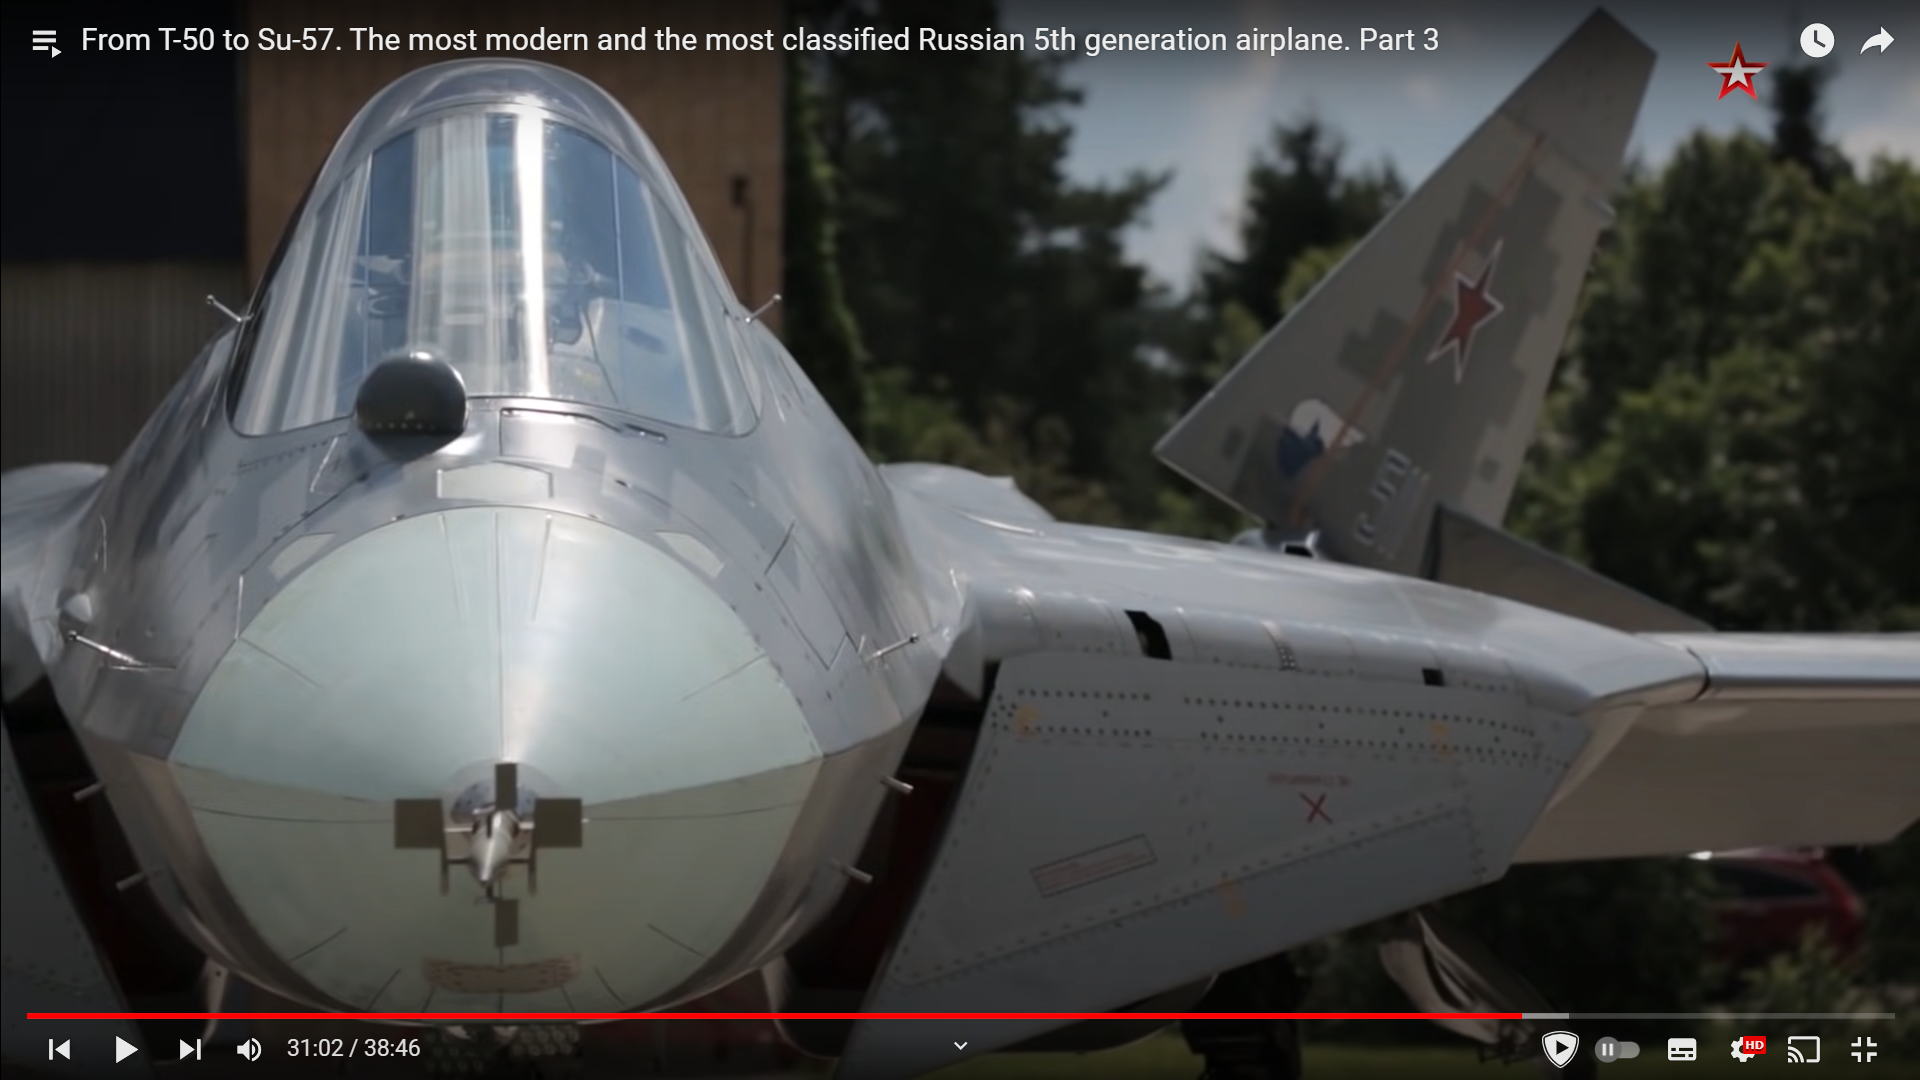 From T-50 to Su-57. The most modern and the most classified Russian 5th generation airplane. Part 3
31:02 / 38:46
HD